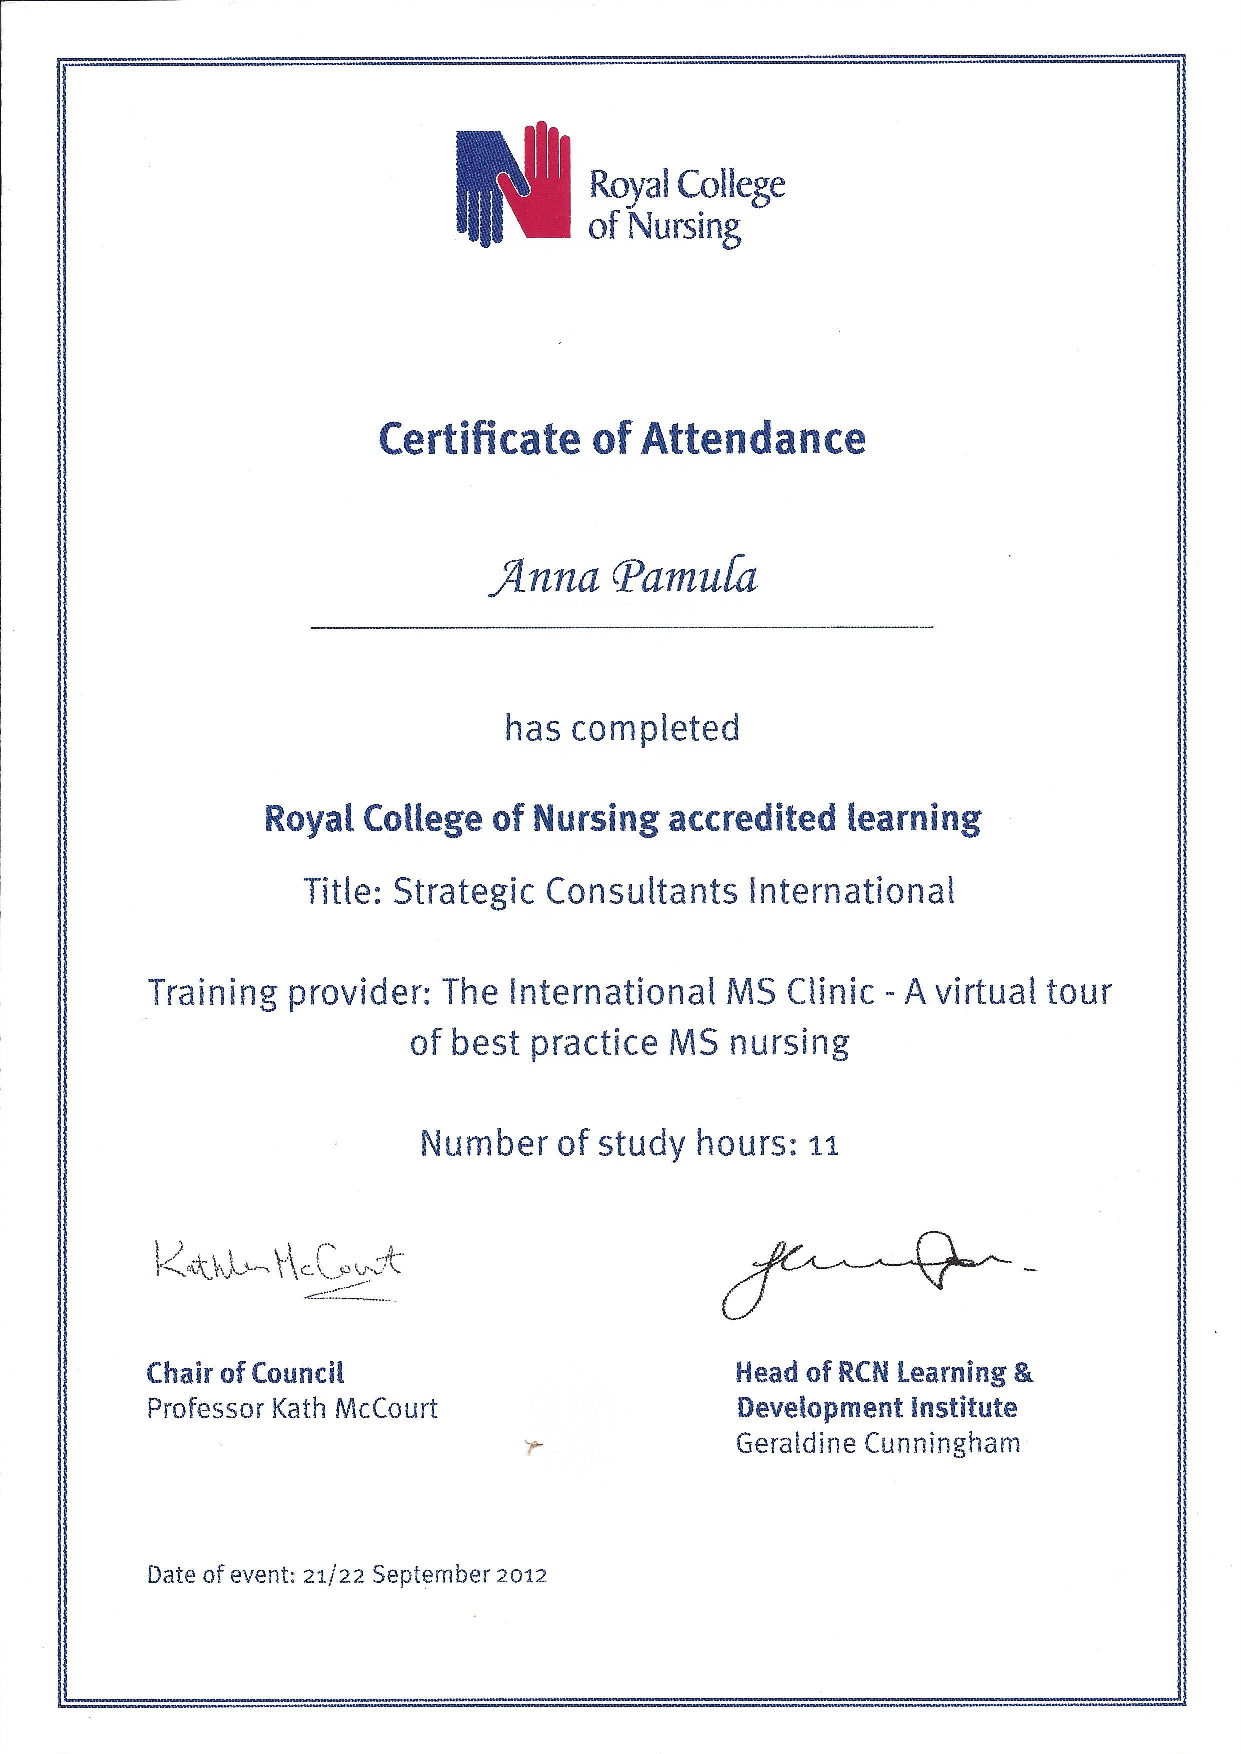 Royal College
of Nursing
Certificate of Attendance
Anna Pamula
has completed
Royal College of Nursing accredited learning
Title: Strategic Consultants International
Training provider: The International MS Clinic - A virtual tour
of best practice MS nursing
Number of study hours: 11
Kathleen McCourt
Chair of Council
Professor Kath McCourt
Head of RCN Learning &
Development Institute
Geraldine Cunningham
Date of event: 21/22 September 2012